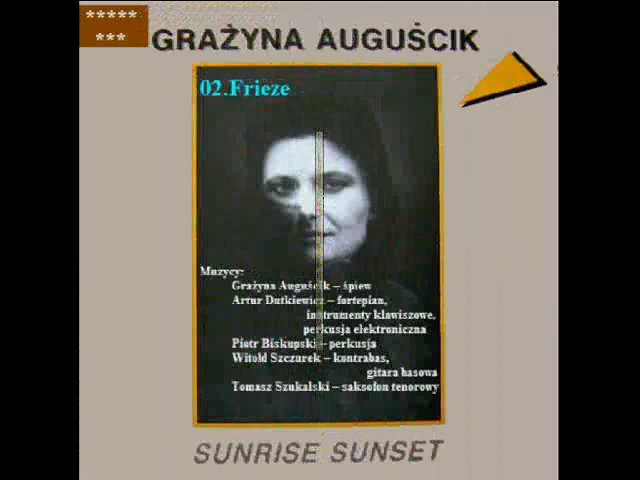 *****
***
GRAŻYNA AUGUŚCIK
02.Frieze
Muzycy:
Grażyna Auguścik – śpiew
Artur Dutkiewicz – fortepian,
instrumenty klawiszowe,
perkusja elektroniczna
Piotr Biskupski – perkusja
Witold Szczurek – kontrabas,
gitara basowa
Tomasz Szukalski – saksofon tenorowy
SUNRISE SUNSET